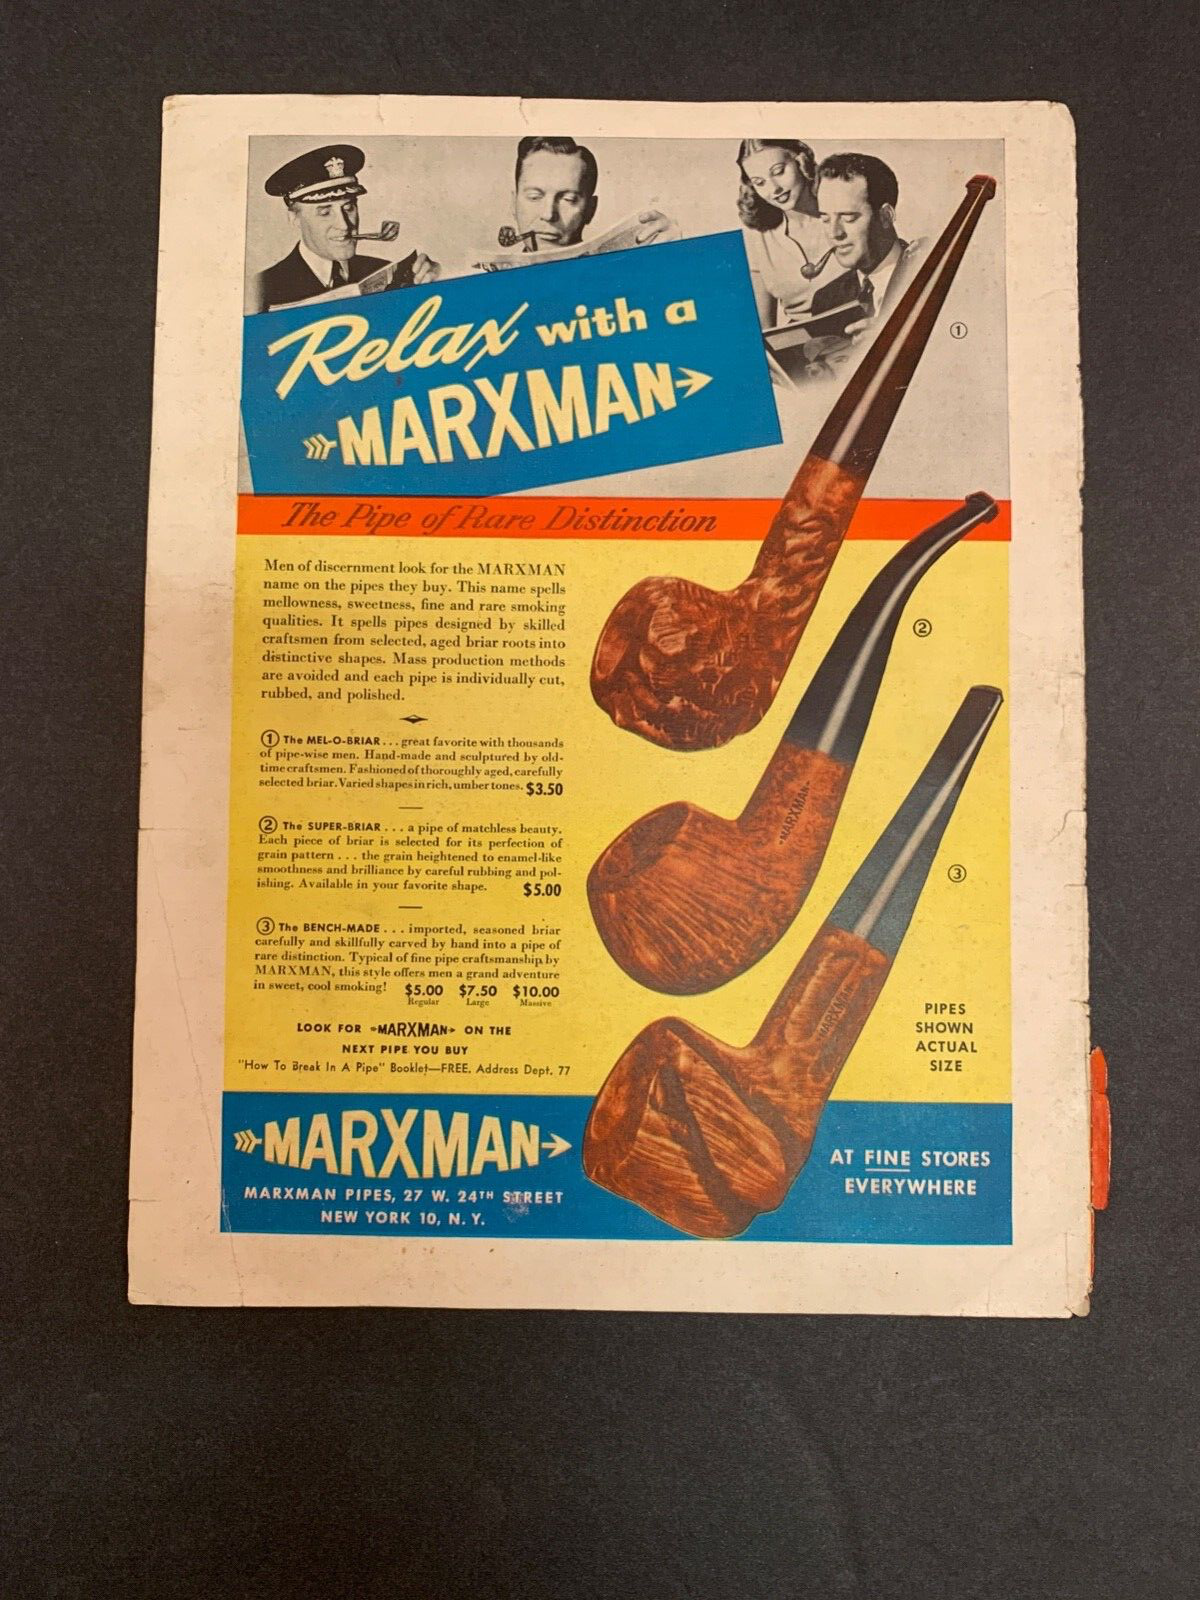 Relax with a
MARXMAN
The Pipe of Rare Distinction
Men of discernment look for the MARXMAN
name on the pipes they buy. This name spells
mellowness, sweetness, fine and rare smoking
qualities. It spells pipes designed by skilled
craftsmen from selected, aged briar roots into
distinctive shapes. Mass production methods
are avoided and each pipe is individually cut,
rubbed, and polished.
① The MEL-O-BRIAR . . . great favorite with thousands
of pipe-wise men. Hand-made and sculptured by old-
time craftsmen. Fashioned of thoroughly aged, carefully
selected briar. Varied shapes in rich, umber tones. $3.50
② The SUPER-BRIAR . . . a pipe of matchless beauty.
Each piece of briar is selected for its perfection of
grain pattern . . . the grain heightened to enamel-like
smoothness and brilliance by careful rubbing and pol-
ishing. Available in your favorite shape. $5.00
③ The BENCH-MADE . . . imported, seasoned briar
carefully and skillfully carved by hand into a pipe of
rare distinction. Typical of fine pipe craftsmanship by
MARXMAN, this style offers men a grand adventure
in sweet, cool smoking! $5.00 $7.50 $10.00
Regular Large Massive
LOOK FOR MARXMAN ON THE
NEXT PIPE YOU BUY
"How To Break In A Pipe" Booklet—FREE. Address Dept. 77
①
②
③
MARXMAN
MARXMAN
PIPES
SHOWN
ACTUAL
SIZE
MARXMAN
MARXMAN PIPES, 27 W. 24TH STREET
NEW YORK 10, N. Y.
AT FINE STORES
EVERYWHERE